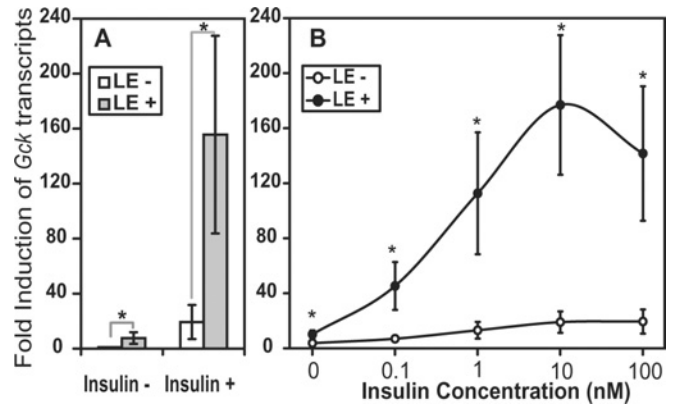 Fold Induction of Gck transcripts
240
200
160
120
80
40
0
A
LE -
LE +
*
*
Insulin - Insulin +
240
200
160
120
80
40
0
B
LE -
LE +
*
*
*
*
*
0 0.1 1 10 100
Insulin Concentration (nM)